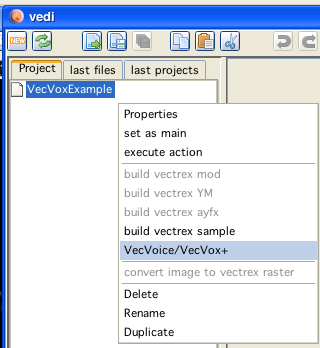 vedi
NEW
Project last files last projects
VecVoxExample
Properties
set as main
execute action
build vectrex mod
build vectrex YM
build vectrex ayfx
build vectrex sample
VecVoice/VecVox+
convert image to vectrex raster
Delete
Rename
Duplicate